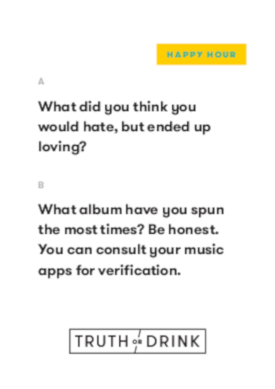 HAPPY HOUR
A
What did you think you
would hate, but ended up
loving?
B
What album have you spun
the most times? Be honest.
You can consult your music
apps for verification.
TRUTH OR DRINK